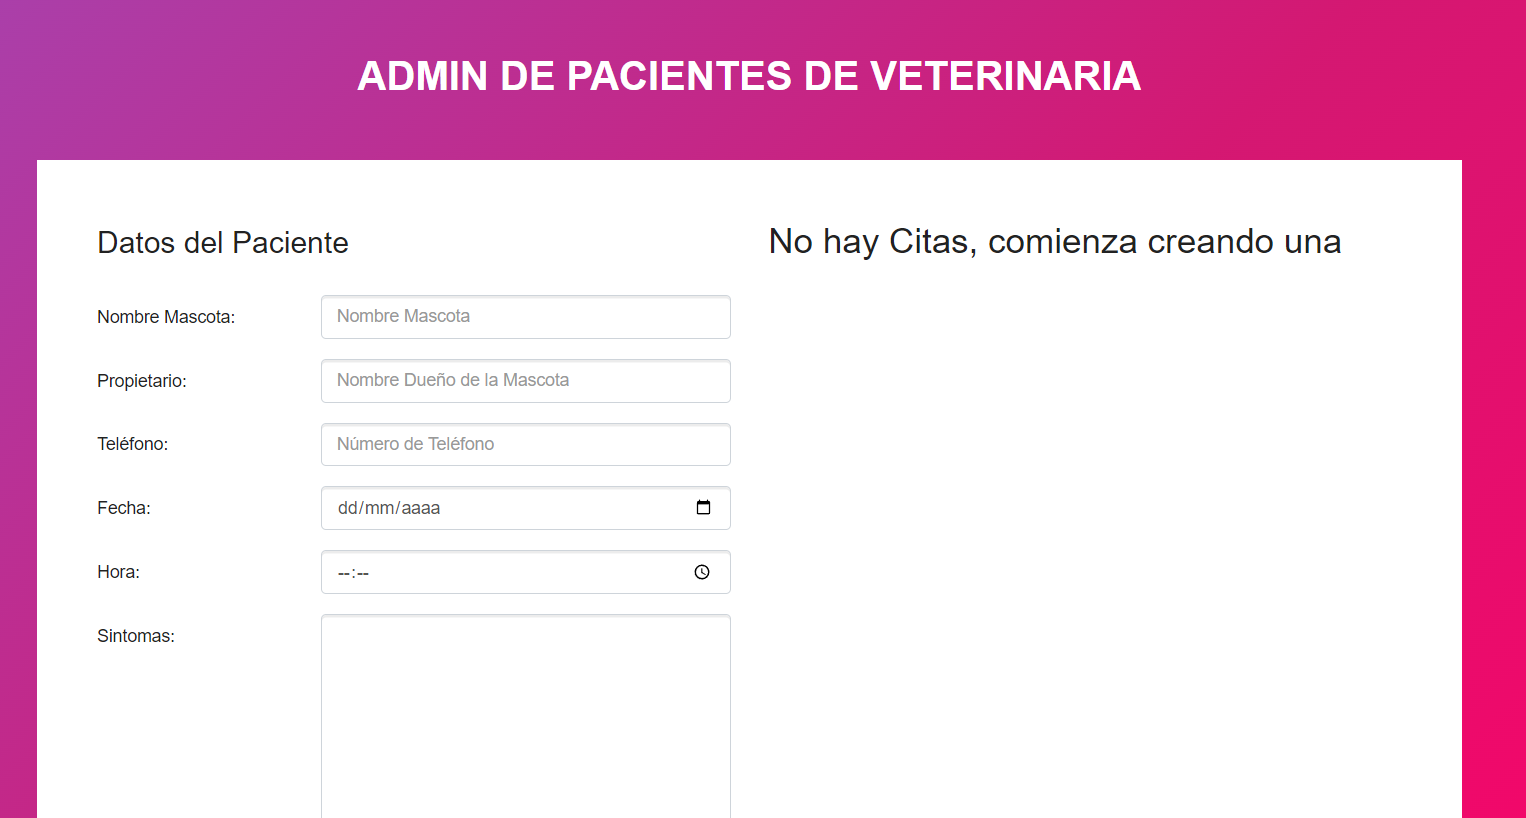 ADMIN DE PACIENTES DE VETERINARIA
Datos del Paciente
No hay Citas, comienza creando una
Nombre Mascota:
Nombre Mascota
Propietario:
Nombre Dueño de la Mascota
Teléfono:
Número de Teléfono
Fecha:
dd/mm/aaaa
Hora:
--:--
Sintomas: